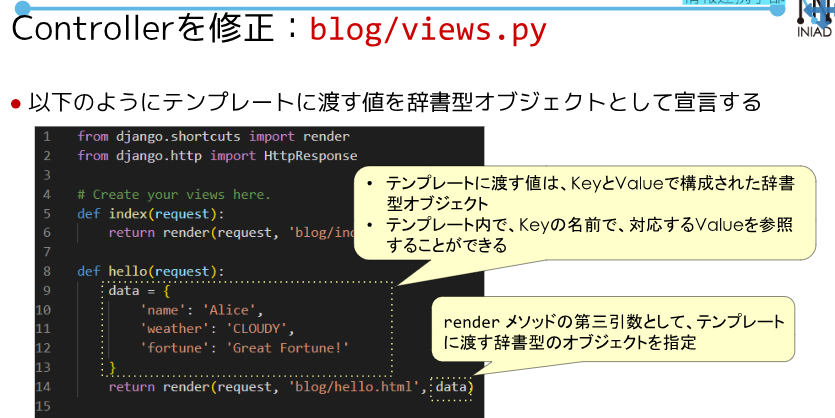 情報連携学部
INIAD
Controllerを修正：blog/views.py
• 以下のようにテンプレートに渡す値を辞書型オブジェクトとして宣言する
1 from django.shortcuts import render
2 from django.http import HttpResponse
3
4 # Create your views here.
5 def index(request):
6     return render(request, 'blog/in
7
8 def hello(request):
9     data = {
10         'name': 'Alice',
11         'weather': 'CLOUDY',
12         'fortune': 'Great Fortune!'
13     }
14     return render(request, 'blog/hello.html', data)
15
• テンプレートに渡す値は、KeyとValueで構成された辞書
型オブジェクト
• テンプレート内で、Keyの名前で、対応するValueを参照
することができる
render メソッドの第三引数として、テンプレート
に渡す辞書型のオブジェクトを指定